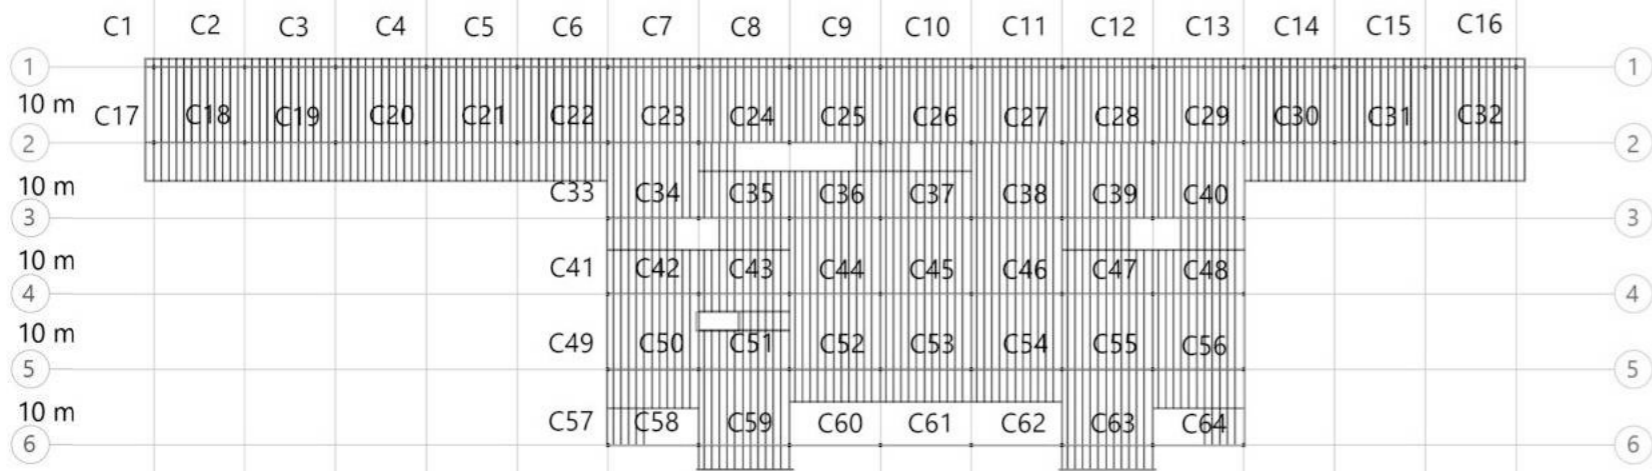 C1 C2 C3 C4 C5 C6 C7 C8 C9 C10 C11 C12 C13 C14 C15 C16
1 1
10 m C17 C18 C19 C20 C21 C22 C23 C24 C25 C26 C27 C28 C29 C30 C31 C32
2 2
10 m C33 C34 C35 C36 C37 C38 C39 C40
3 3
10 m C41 C42 C43 C44 C45 C46 C47 C48
4 4
10 m C49 C50 C51 C52 C53 C54 C55 C56
5 5
10 m C57 C58 C59 C60 C61 C62 C63 C64
6 6